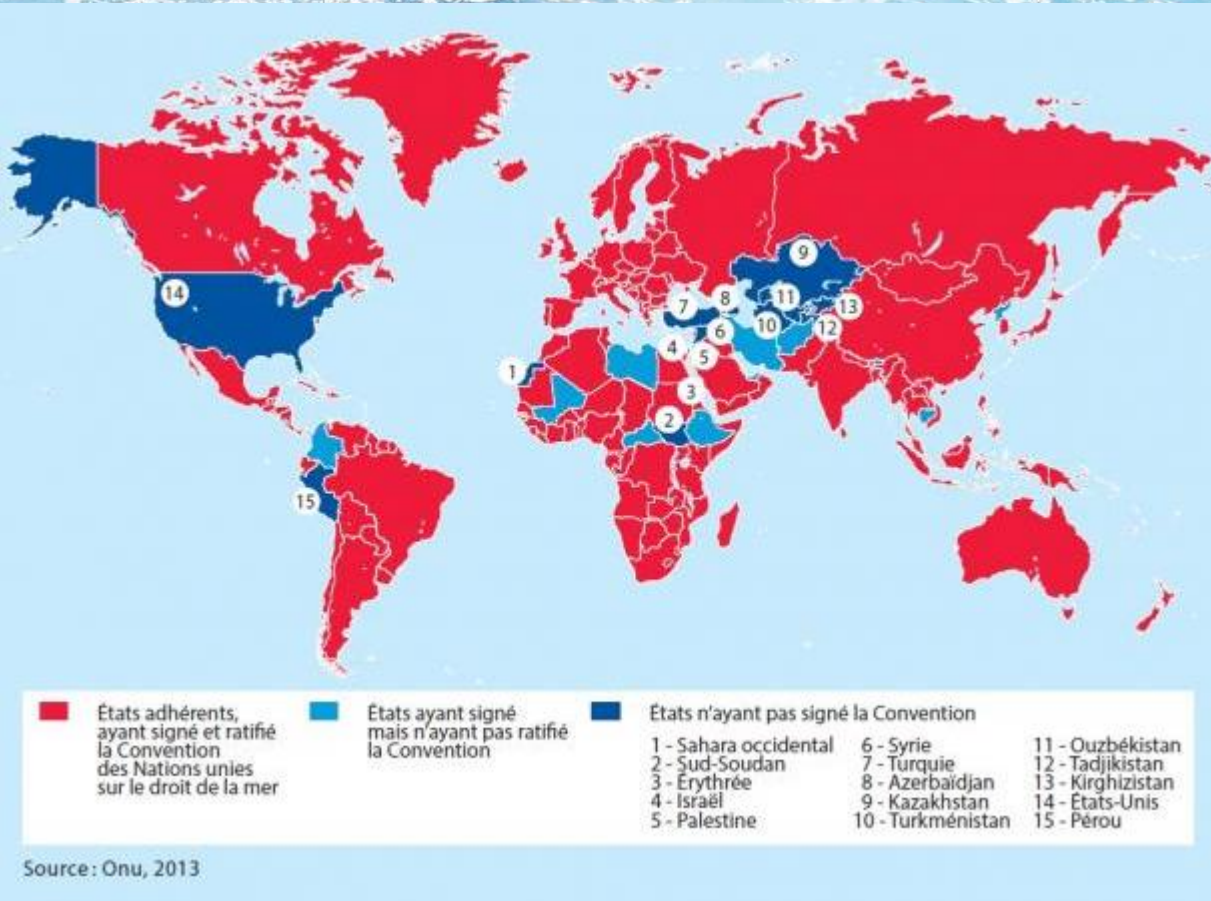 14
9
7
8
11
13
10
12
6
4
5
1
3
2
15
États adhérents,
ayant signé et ratifié
la Convention
des Nations unies
sur le droit de la mer
États ayant signé
mais n'ayant pas ratifié
la Convention
États n'ayant pas signé la Convention
1 - Sahara occidental
2 - Sud-Soudan
3 - Érythrée
4 - Israël
5 - Palestine
6 - Syrie
7 - Turquie
8 - Azerbaïdjan
9 - Kazakhstan
10 - Turkménistan
11 - Ouzbékistan
12 - Tadjikistan
13 - Kirghizistan
14 - États-Unis
15 - Pérou
Source : Onu, 2013